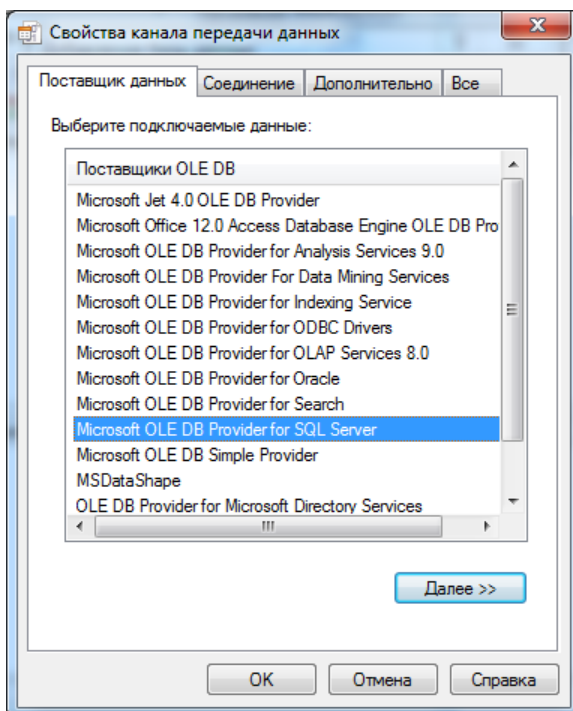 Свойства канала передачи данных
Поставщик данных Соединение Дополнительно Все
Выберите подключаемые данные:
Поставщики OLE DB
Microsoft Jet 4.0 OLE DB Provider
Microsoft Office 12.0 Access Database Engine OLE DB Pro
Microsoft OLE DB Provider for Analysis Services 9.0
Microsoft OLE DB Provider For Data Mining Services
Microsoft OLE DB Provider for Indexing Service
Microsoft OLE DB Provider for ODBC Drivers
Microsoft OLE DB Provider for OLAP Services 8.0
Microsoft OLE DB Provider for Oracle
Microsoft OLE DB Provider for Search
Microsoft OLE DB Provider for SQL Server
Microsoft OLE DB Simple Provider
MSDataShape
OLE DB Provider for Microsoft Directory Services
Далее >>
OK Отмена Справка